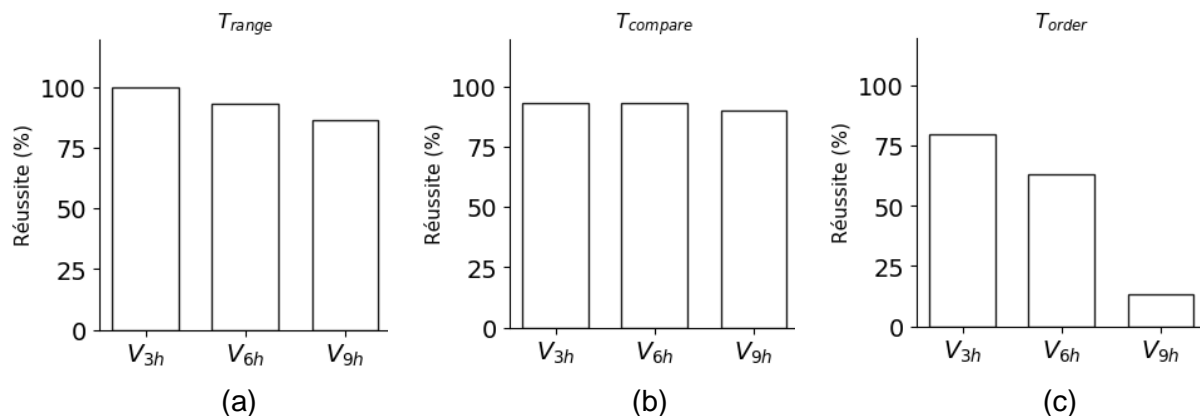 T_range
Réussite (%)
100
75
50
25
0
V_3h V_6h V_9h
(a)
T_compare
Réussite (%)
100
75
50
25
0
V_3h V_6h V_9h
(b)
T_order
Réussite (%)
100
75
50
25
0
V_3h V_6h V_9h
(c)